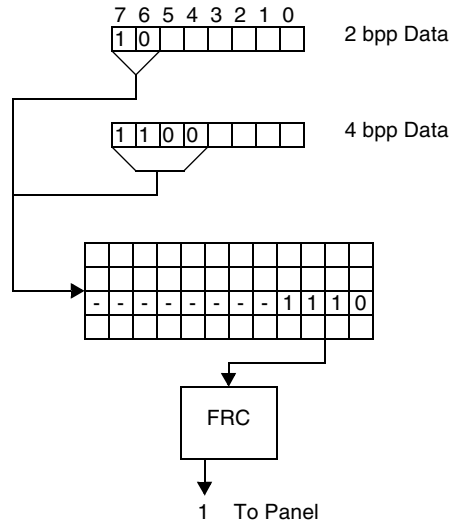 7 6 5 4 3 2 1 0
1 0 2 bpp Data
1 1 0 0 4 bpp Data
- - - - - - - - 1 1 1 0
FRC
1 To Panel